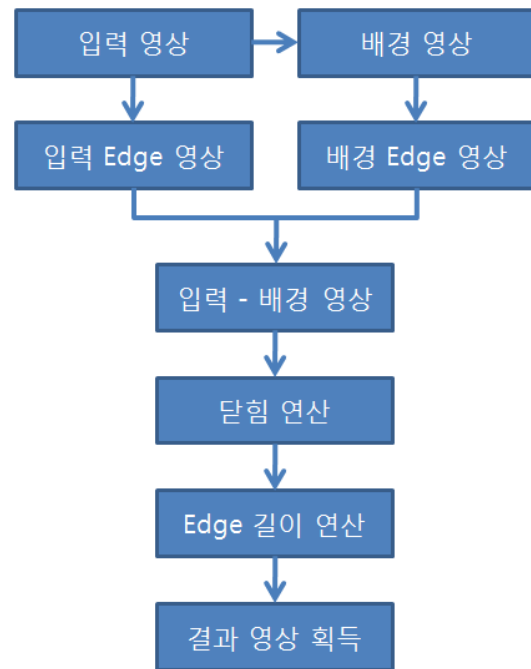 입력 영상
배경 영상
입력 Edge 영상
배경 Edge 영상
입력 - 배경 영상
닫힘 연산
Edge 길이 연산
결과 영상 획득